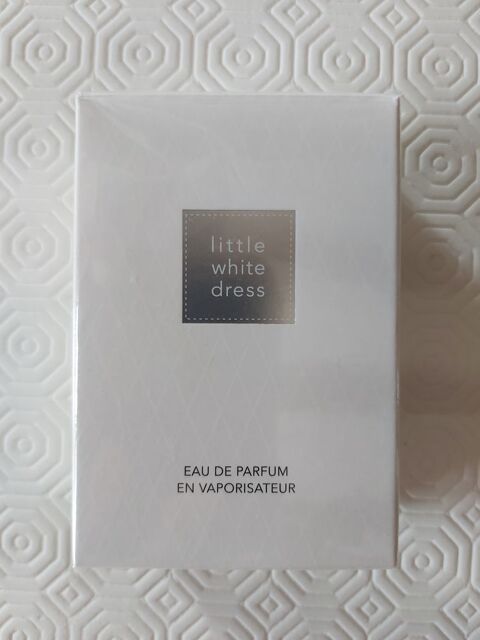 little
white
dress
EAU DE PARFUM
EN VAPORISATEUR